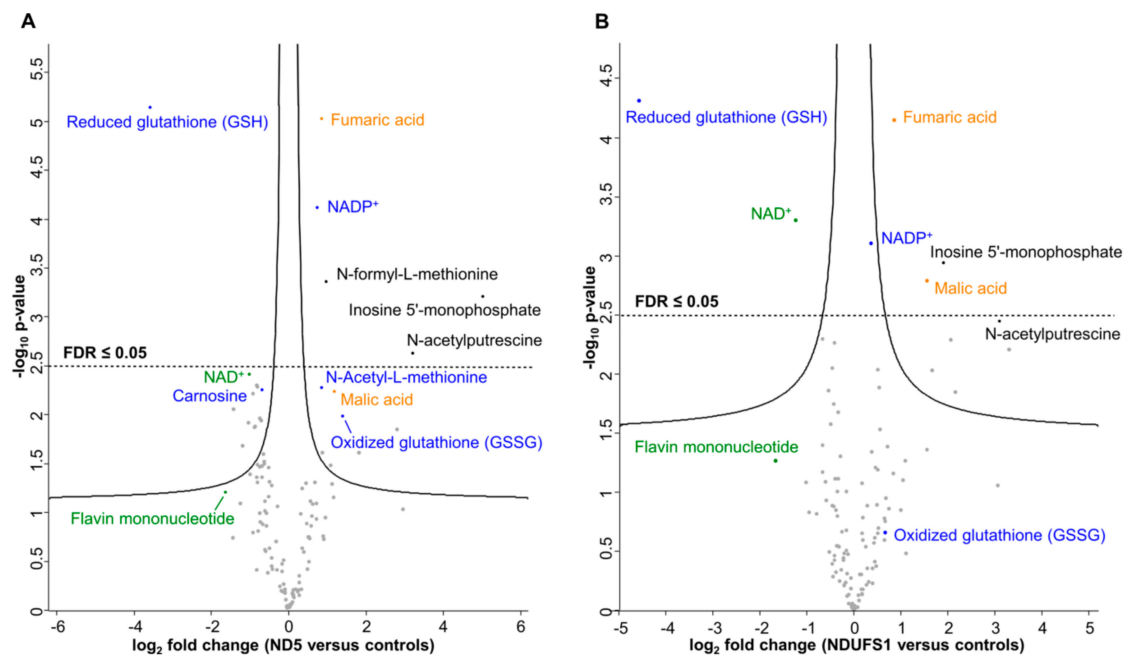 A
5.5
5
4.5
4
3.5
3
2.5
2
1.5
1
0.5
0
-log10 p-value
Reduced glutathione (GSH)
Fumaric acid
NADP+
N-formyl-L-methionine
Inosine 5'-monophosphate
N-acetylputrescine
FDR ≤ 0.05
NAD+
N-Acetyl-L-methionine
Carnosine
Malic acid
Oxidized glutathione (GSSG)
Flavin mononucleotide
-6 -4 -2 0 2 4 6
log2 fold change (ND5 versus controls)
B
4.5
4
3.5
3
2.5
2
1.5
1
0.5
0
-log10 p-value
Reduced glutathione (GSH)
Fumaric acid
NAD+
NADP+
Inosine 5'-monophosphate
Malic acid
FDR ≤ 0.05
N-acetylputrescine
Flavin mononucleotide
Oxidized glutathione (GSSG)
-5 -4 -3 -2 -1 0 1 2 3 4 5
log2 fold change (NDUFS1 versus controls)